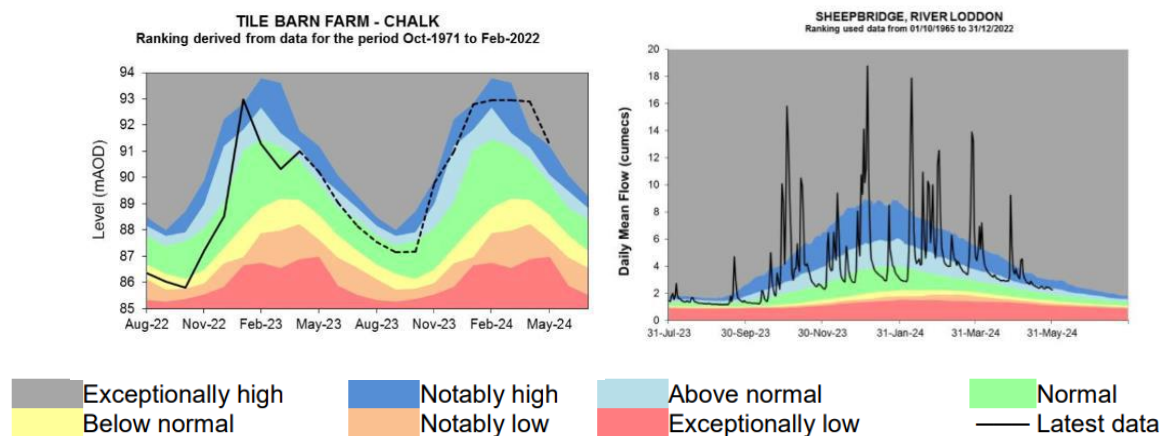 TILE BARN FARM - CHALK
Ranking derived from data for the period Oct-1971 to Feb-2022
Level (mAOD)
94
93
92
91
90
89
88
87
86
85
Aug-22 Nov-22 Feb-23 May-23 Aug-23 Nov-23 Feb-24 May-24
SHEEPBRIDGE, RIVER LODDON
Ranking used data from 01/10/1965 to 31/12/2022
Daily Mean Flow (cumecs)
20
18
16
14
12
10
8
6
4
2
0
31-Jul-23 30-Sep-23 30-Nov-23 31-Jan-24 31-Mar-24 31-May-24
Exceptionally high Notably high Above normal Normal
Below normal Notably low Exceptionally low Latest data